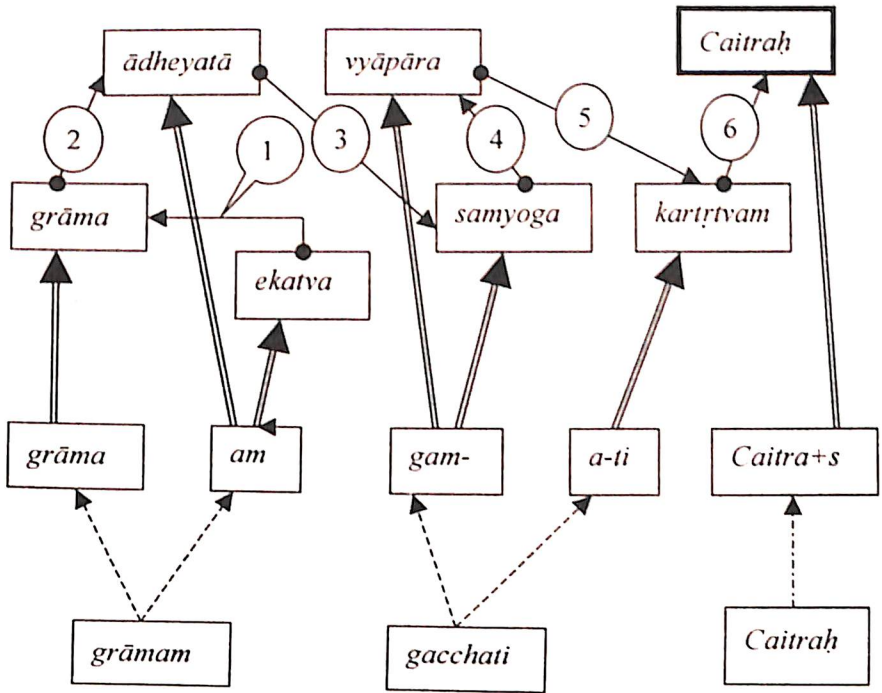 ādheyatā
vyāpāra
Caitraḥ
2
1
3
4
5
6
grāma
samyoga
kartṛtvam
ekatva
grāma
am
gam-
a-ti
Caitra+s
grāmam
gacchati
Caitraḥ